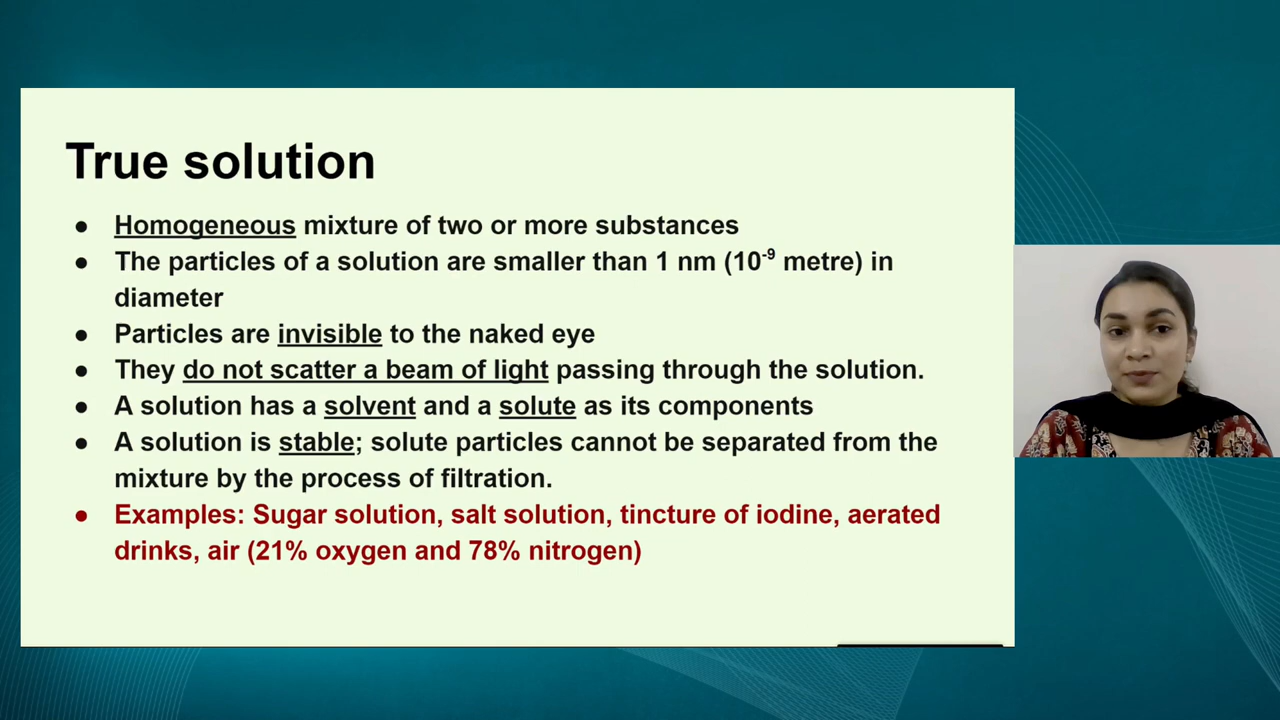 True solution
● Homogeneous mixture of two or more substances
● The particles of a solution are smaller than 1 nm (10⁻⁹ metre) in
diameter
● Particles are invisible to the naked eye
● They do not scatter a beam of light passing through the solution.
● A solution has a solvent and a solute as its components
● A solution is stable; solute particles cannot be separated from the
mixture by the process of filtration.
● Examples: Sugar solution, salt solution, tincture of iodine, aerated
drinks, air (21% oxygen and 78% nitrogen)